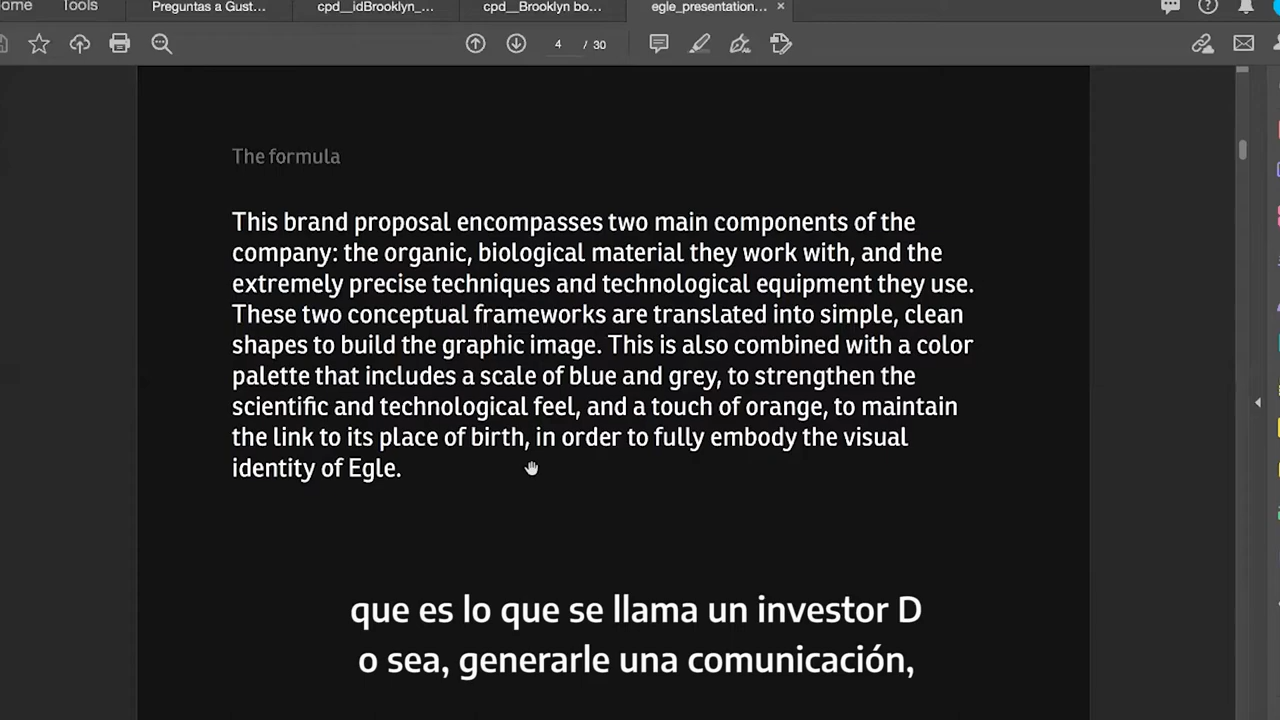 ome
Tools
Preguntas a Gust...
cpd__idBrooklyn_...
cpd__Brooklyn bo...
egle_presentation...
4 / 30
The formula
This brand proposal encompasses two main components of the
company: the organic, biological material they work with, and the
extremely precise techniques and technological equipment they use.
These two conceptual frameworks are translated into simple, clean
shapes to build the graphic image. This is also combined with a color
palette that includes a scale of blue and grey, to strengthen the
scientific and technological feel, and a touch of orange, to maintain
the link to its place of birth, in order to fully embody the visual
identity of Egle.
que es lo que se llama un investor D
o sea, generarle una comunicación,